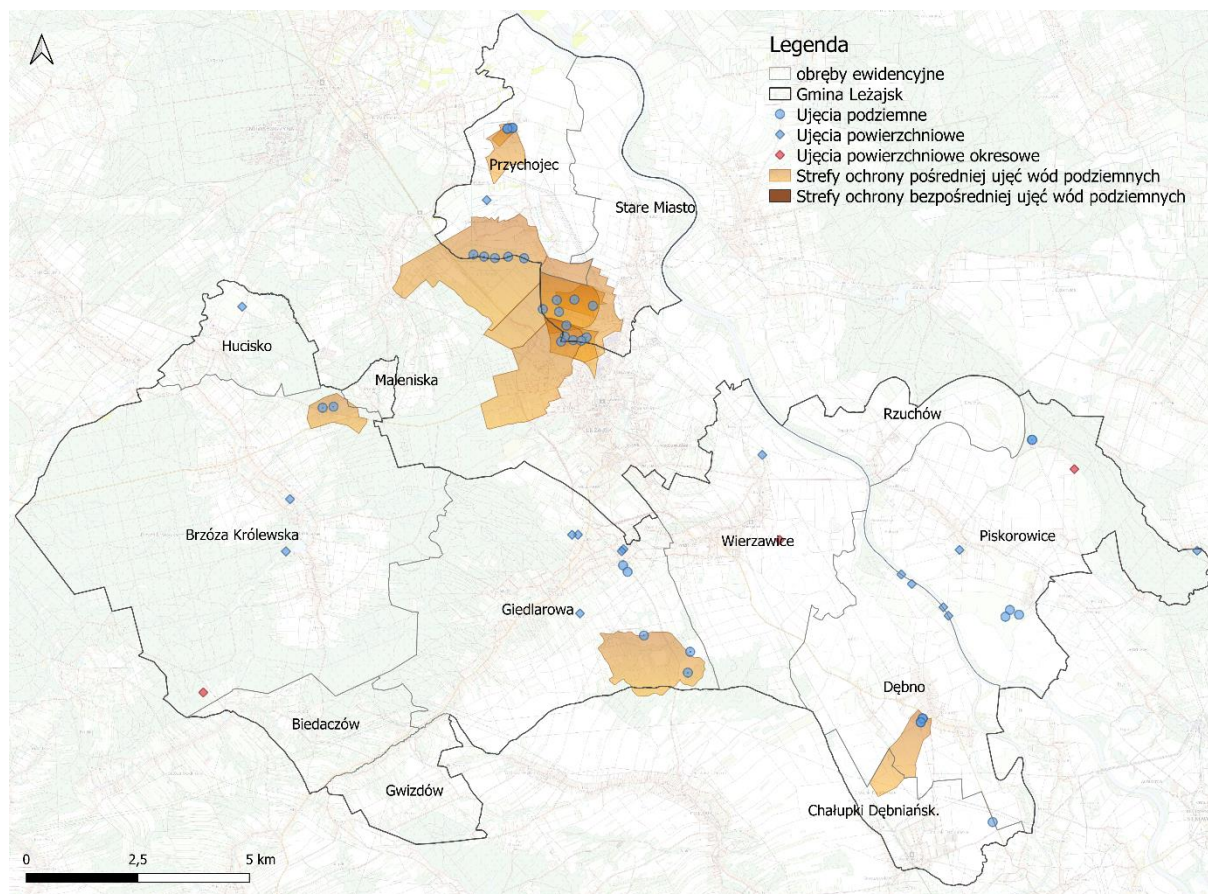 Legenda
obręby ewidencyjne
Gmina Leżajsk
Ujęcia podziemne
Ujęcia powierzchniowe
Ujęcia powierzchniowe okresowe
Strefy ochrony pośredniej ujęć wód podziemnych
Strefy ochrony bezpośredniej ujęć wód podziemnych
Przychojec
Stare Miasto
Hucisko
Maleniska
Rzuchów
Brzóza Królewska
Wierzawice
Piskorowice
Giedlarowa
Dębno
Biedaczów
Gwizdów
Chałupki Dębniańsk.
0 2,5 5 km